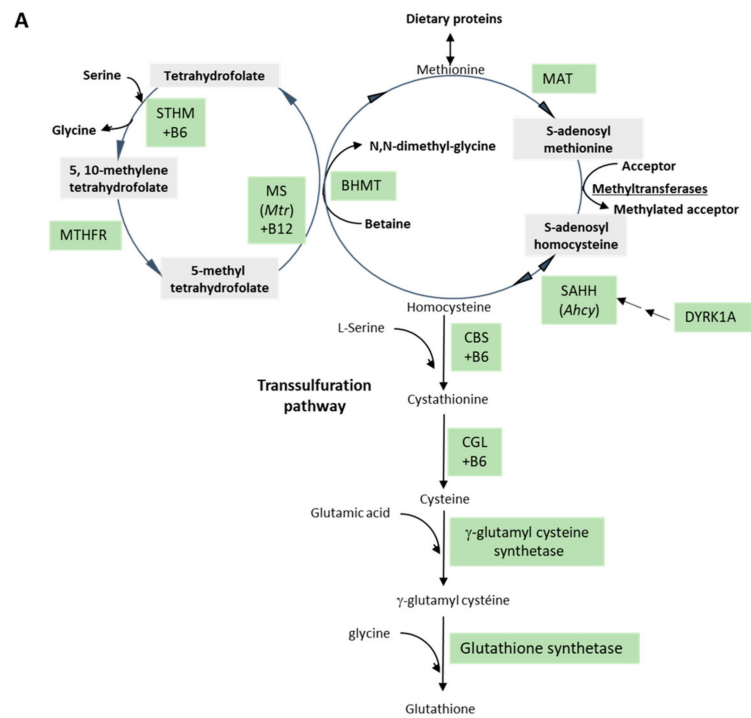 A
Dietary proteins
Methionine
MAT
Serine
Tetrahydrofolate
STHM
+B6
Glycine
5, 10-methylene
tetrahydrofolate
MTHFR
5-methyl
tetrahydrofolate
MS
(Mtr)
+B12
N,N-dimethyl-glycine
BHMT
Betaine
S-adenosyl
methionine
Acceptor
Methyltransferases
Methylated acceptor
S-adenosyl
homocysteine
SAHH
(Ahcy)
DYRK1A
Homocysteine
L-Serine
CBS
+B6
Transsulfuration
pathway
Cystathionine
CGL
+B6
Cysteine
Glutamic acid
γ-glutamyl cysteine
synthetase
γ-glutamyl cystéine
glycine
Glutathione synthetase
Glutathione